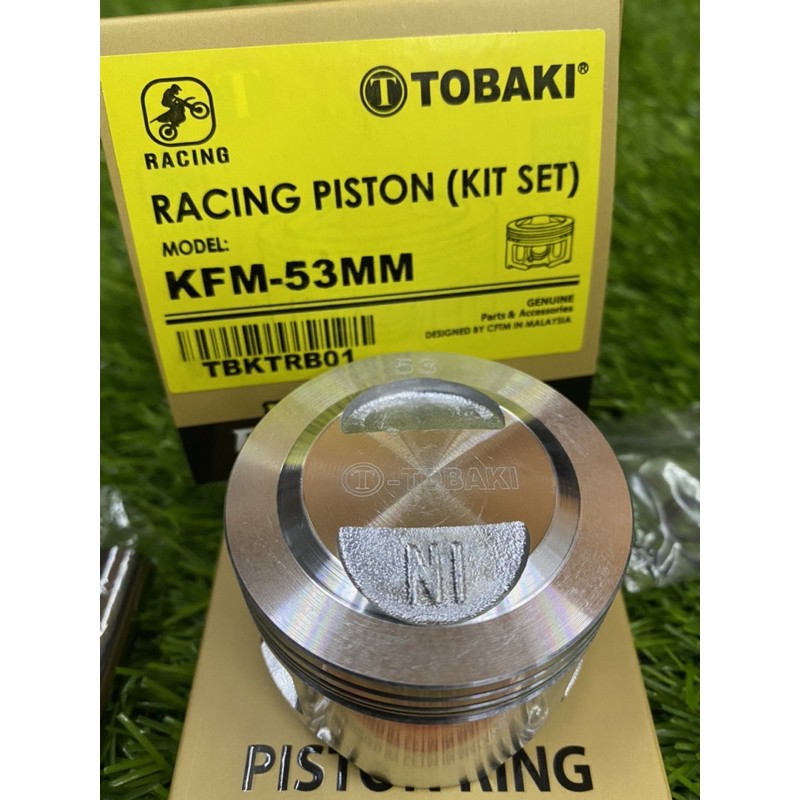 T TOBAKI®
RACING
RACING PISTON (KIT SET)
MODEL:
KFM-53MM
GENUINE
Parts & Accessories
DESIGNED BY CFTM IN MALAYSIA
TBKTRB01
53
T-TOBAKI
IN
PISTON RING